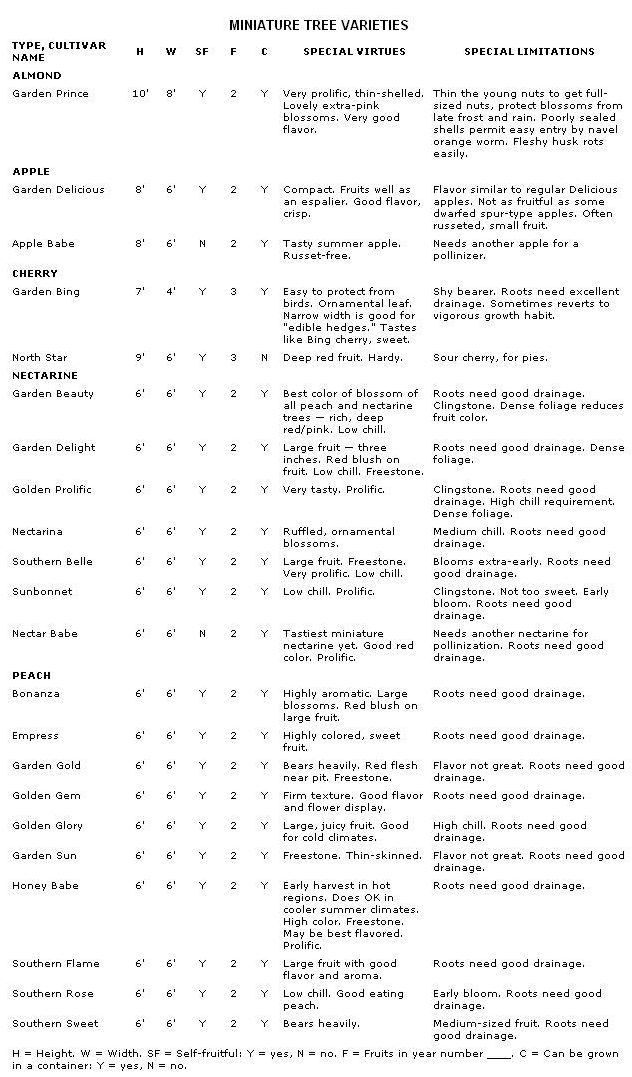 MINIATURE TREE VARIETIES
TYPE, CULTIVAR NAME H W SF F C SPECIAL VIRTUES SPECIAL LIMITATIONS
ALMOND
Garden Prince 10' 8' Y 2 Y Very prolific, thin-shelled. Lovely extra-pink blossoms. Very good flavor. Thin the young nuts to get full-sized nuts, protect blossoms from late frost and rain. Poorly sealed shells permit easy entry by navel orange worm. Fleshy husk rots easily.
APPLE
Garden Delicious 8' 6' Y 2 Y Compact. Fruits well as an espalier. Good flavor, crisp. Flavor similar to regular Delicious apples. Not as fruitful as some dwarfed spur-type apples. Often russeted, small fruit.
Apple Babe 8' 6' N 2 Y Tasty summer apple. Russet-free. Needs another apple for a pollinizer.
CHERRY
Garden Bing 7' 4' Y 3 Y Easy to protect from birds. Ornamental leaf. Narrow width is good for "edible hedges." Tastes like Bing cherry, sweet. Shy bearer. Roots need excellent drainage. Sometimes reverts to vigorous growth habit.
North Star 9' 6' Y 3 N Deep red fruit. Hardy. Sour cherry, for pies.
NECTARINE
Garden Beauty 6' 6' Y 2 Y Best color of blossom of all peach and nectarine trees — rich, deep red/pink. Low chill. Roots need good drainage. Clingstone. Dense foliage reduces fruit color.
Garden Delight 6' 6' Y 2 Y Large fruit — three inches. Red blush on fruit. Low chill. Freestone. Roots need good drainage. Dense foliage.
Golden Prolific 6' 6' Y 2 Y Very tasty. Prolific. Clingstone. Roots need good drainage. High chill requirement. Dense foliage.
Nectarina 6' 6' Y 2 Y Ruffled, ornamental blossoms. Medium chill. Roots need good drainage.
Southern Belle 6' 6' Y 2 Y Large fruit. Freestone. Very prolific. Low chill. Blooms extra-early. Roots need good drainage.
Sunbonnet 6' 6' Y 2 Y Low chill. Prolific. Clingstone. Not too sweet. Early bloom. Roots need good drainage.
Nectar Babe 6' 6' N 2 Y Tastiest miniature nectarine yet. Good red color. Prolific. Needs another nectarine for pollinization. Roots need good drainage.
PEACH
Bonanza 6' 6' Y 2 Y Highly aromatic. Large blossoms. Red blush on large fruit. Roots need good drainage.
Empress 6' 6' Y 2 Y Highly colored, sweet fruit. Roots need good drainage.
Garden Gold 6' 6' Y 2 Y Bears heavily. Red flesh near pit. Freestone. Flavor not great. Roots need good drainage.
Golden Gem 6' 6' Y 2 Y Firm texture. Good flavor and flower display. Roots need good drainage.
Golden Glory 6' 6' Y 2 Y Large, juicy fruit. Good for cold climates. High chill. Roots need good drainage.
Garden Sun 6' 6' Y 2 Y Freestone. Thin-skinned. Flavor not great. Roots need good drainage.
Honey Babe 6' 6' Y 2 Y Early harvest in hot regions. Does OK in cooler summer climates. High color. Freestone. May be best flavored. Prolific. Roots need good drainage.
Southern Flame 6' 6' Y 2 Y Large fruit with good flavor and aroma. Roots need good drainage.
Southern Rose 6' 6' Y 2 Y Low chill. Good eating peach. Early bloom. Roots need good drainage.
Southern Sweet 6' 6' Y 2 Y Bears heavily. Medium-sized fruit. Roots need good drainage.
H = Height. W = Width. SF = Self-fruitful: Y = yes, N = no. F = Fruits in year number ____. C = Can be grown
in a container: Y = yes, N = no.